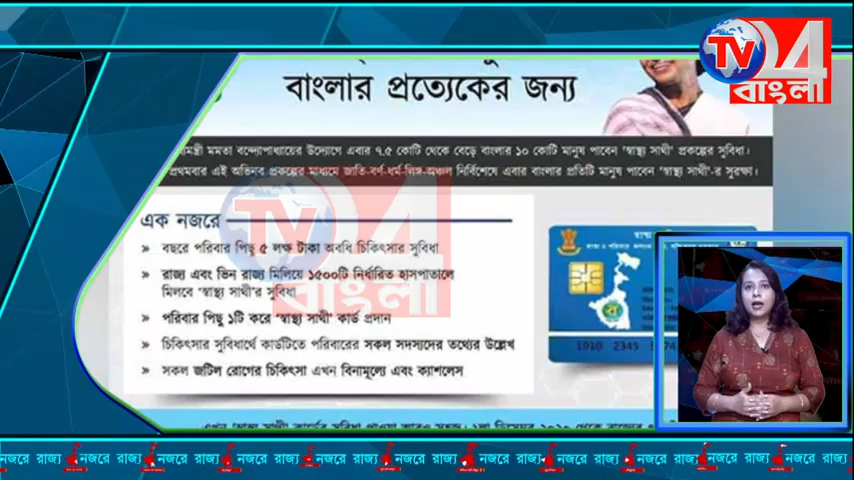 TV 04
বাংলা
বাংলার প্রত্যেকের জন্য
মমতা বন্দ্যোপাধ্যায়ের উদ্যোগে এবার ৭.৫ কোটি থেকে বেড়ে বাংলার ১০ কোটি মানুষ পাবেন 'স্বাস্থ্য সাথী' প্রকল্পের সুবিধা।
প্রথমবার এই অভিনব প্রকল্পের মাধ্যমে জাতি-বর্ণ-ধর্ম-লিঙ্গ-অঞ্চল নির্বিশেষে এবার বাংলার প্রতিটি মানুষ পাবেন 'স্বাস্থ্য সাথী'-র সুরক্ষা।
এক নজরে
» বছরে পরিবার পিছু ৫ লক্ষ টাকা অবধি চিকিৎসার সুবিধা
» রাজ্য এবং ভিন রাজ্য মিলিয়ে ১৫০০টি নির্ধারিত হাসপাতালে
মিলবে 'স্বাস্থ্য সাথী'র সুবিধা
» পরিবার পিছু ১টি করে 'স্বাস্থ্য সাথী' কার্ড প্রদান
» চিকিৎসার সুবিধার্থে কার্ডটিতে পরিবারের সকল সদস্যদের তথ্যের উল্লেখ
» সকল জটিল রোগের চিকিৎসা এখন বিনামূল্যে এবং ক্যাশলেস
TV 04
বাংলা
1910 2345
নজরে রাজ্য নজরে রাজ্য নজরে রাজ্য নজরে রাজ্য নজরে রাজ্য নজরে রাজ্য নজরে রাজ্য নজরে রাজ্য নজরে রাজ্য নজরে রাজ্য নজরে